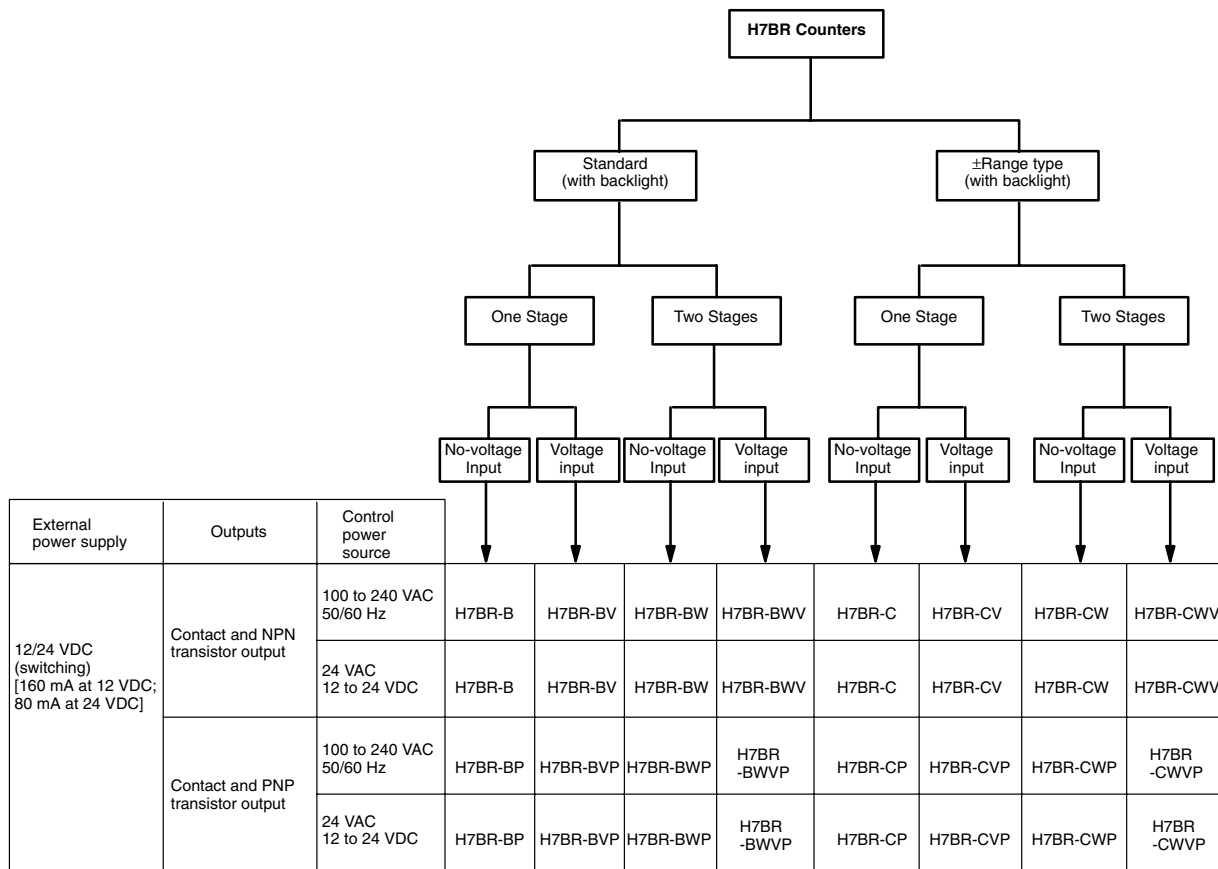 H7BR Counters
Standard
(with backlight)
±Range type
(with backlight)
One Stage
Two Stages
One Stage
Two Stages
No-voltage
Input
Voltage
input
No-voltage
Input
Voltage
input
No-voltage
Input
Voltage
input
No-voltage
Input
Voltage
input
External
power supply
Outputs
Control
power
source
12/24 VDC
(switching)
[160 mA at 12 VDC;
80 mA at 24 VDC]
Contact and NPN
transistor output
100 to 240 VAC
50/60 Hz
H7BR-B
H7BR-BV
H7BR-BW
H7BR-BWV
H7BR-C
H7BR-CV
H7BR-CW
H7BR-CWV
24 VAC
12 to 24 VDC
H7BR-B
H7BR-BV
H7BR-BW
H7BR-BWV
H7BR-C
H7BR-CV
H7BR-CW
H7BR-CWV
Contact and PNP
transistor output
100 to 240 VAC
50/60 Hz
H7BR-BP
H7BR-BVP
H7BR-BWP
H7BR
-BWVP
H7BR-CP
H7BR-CVP
H7BR-CWP
H7BR
-CWVP
24 VAC
12 to 24 VDC
H7BR-BP
H7BR-BVP
H7BR-BWP
H7BR
-BWVP
H7BR-CP
H7BR-CVP
H7BR-CWP
H7BR
-CWVP